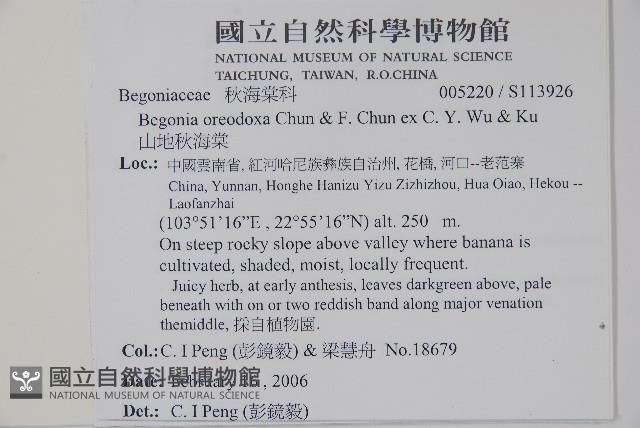 國立自然科學博物館
NATIONAL MUSEUM OF NATURAL SCIENCE
TAICHUNG, TAIWAN, R.O.CHINA
Begoniaceae 秋海棠科 005220 / S113926
Begonia oreodoxa Chun & F. Chun ex C. Y. Wu & Ku
山地秋海棠
Loc.: 中國雲南省, 紅河哈尼族彝族自治州, 花橋, 河口--老范寨
China, Yunnan, Honghe Hanizu Yizu Zizhizhou, Hua Qiao, Hekou --
Laofanzhai
(103°51’16”E , 22°55’16”N) alt. 250 m.
On steep rocky slope above valley where banana is
cultivated, shaded, moist, locally frequent.
Juicy herb, at early anthesis, leaves darkgreen above, pale
beneath with on or two reddish band along major venation
themiddle, 採自植物園.
Col.: C. I Peng (彭鏡毅) & 梁慧舟 No.18679
Date: February , 2006
Det.: C. I Peng (彭鏡毅)
國立自然科學博物館
NATIONAL MUSEUM OF NATURAL SCIENCE